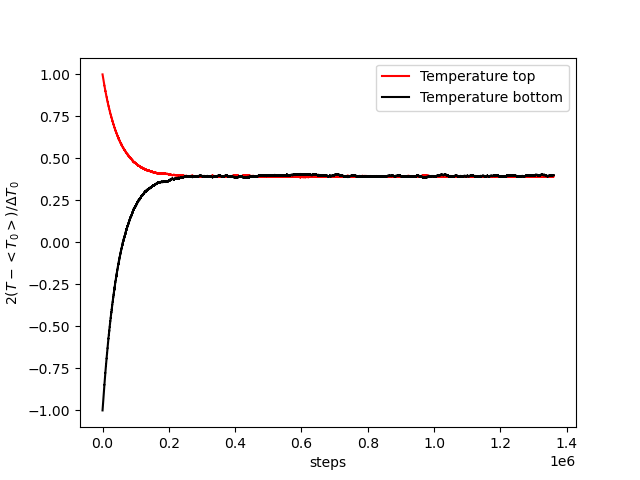 Temperature top
Temperature bottom
2(T − < T₀ >)/ΔT₀
1.00
0.75
0.50
0.25
0.00
−0.25
−0.50
−0.75
−1.00
0.0 0.2 0.4 0.6 0.8 1.0 1.2 1.4
1e6
steps